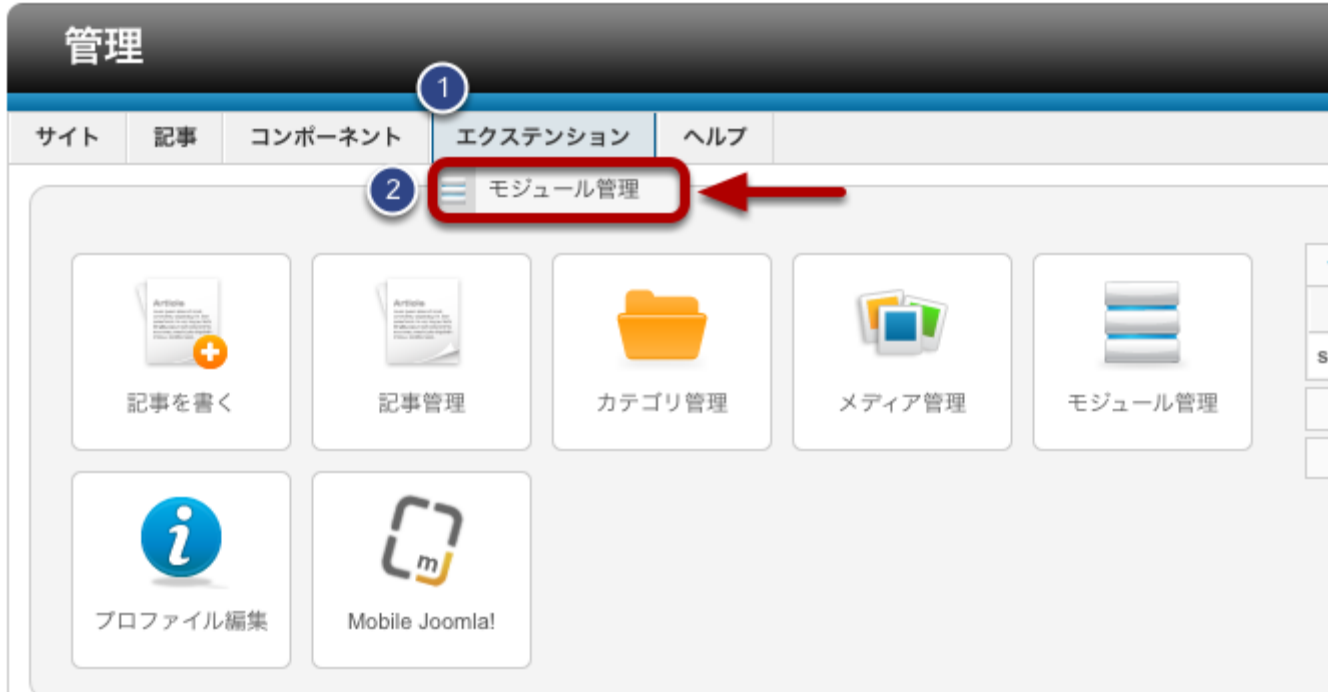 管理
1
サイト 記事 コンポーネント エクステンション ヘルプ
2 モジュール管理
Article
Article
記事を書く 記事管理 カテゴリ管理 メディア管理 モジュール管理
s
i
m
プロファイル編集 Mobile Joomla!